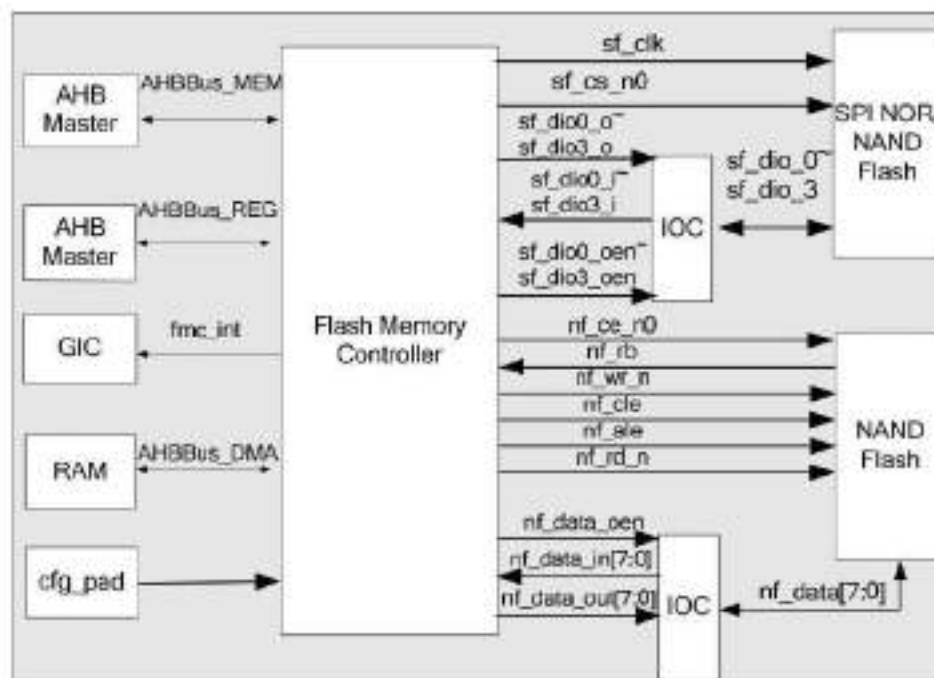 AHB
Master
AHBBus_MEM
AHB
Master
AHBBus_REG
GIC
fmc_int
RAM
AHBBus_DMA
cfg_pad
Flash Memory
Controller
sf_clk
sf_cs_n0
sf_dio0_o~
sf_dio3_o
sf_dio0_i~
sf_dio3_i
sf_dio0_oen~
sf_dio3_oen
IOC
sf_dio_0~
sf_dio_3
SPI NOR/
NAND
Flash
nf_ce_n0
nf_rb
nf_wr_n
nf_cle
nf_ale
nf_rd_n
NAND
Flash
nf_data_oen
nf_data_in[7:0]
nf_data_out[7:0]
IOC
nf_data[7:0]